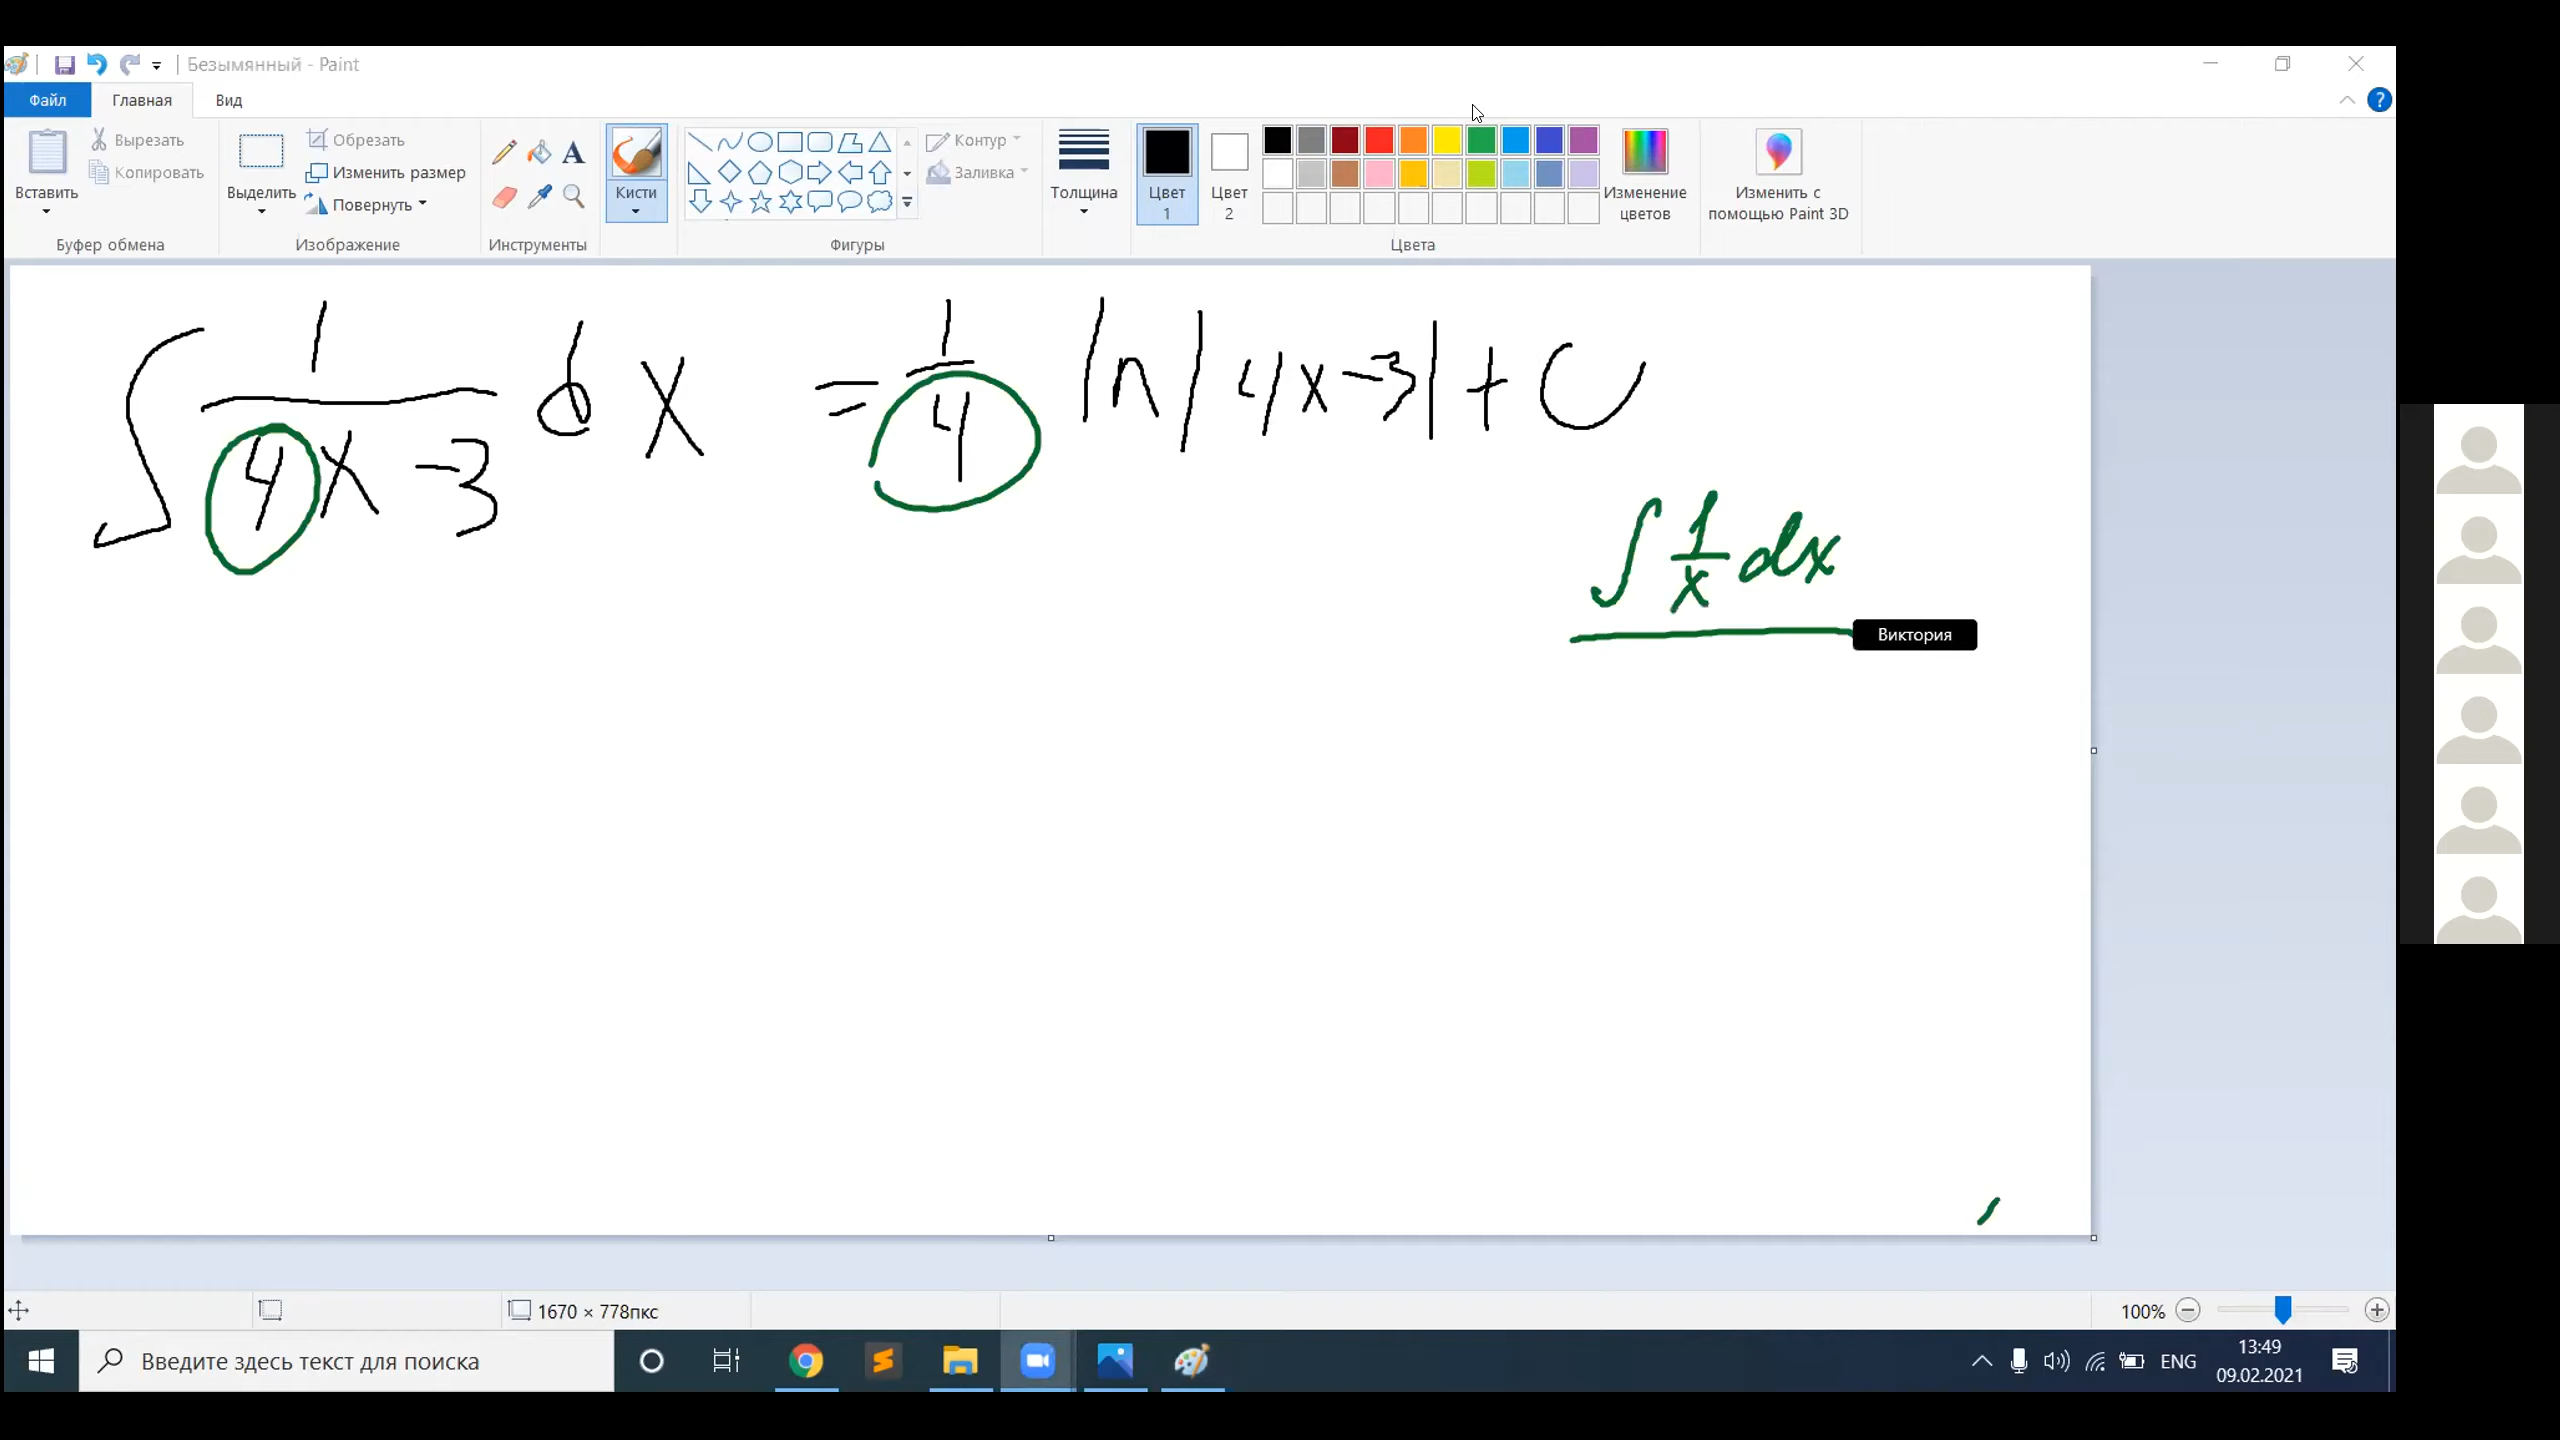 Безымянный - Paint
Файл Главная Вид
Вставить
Вырезать
Копировать
Буфер обмена
Выделить
Обрезать
Изменить размер
Повернуть
Изображение
A
Инструменты
Кисти
Контур
Заливка
Фигуры
Толщина
Цвет
1
Цвет
2
Цвета
Изменение
цветов
Изменить с
помощью Paint 3D
?
∫ 1/(4x-3) dx = 1/4 ln|4x-3| + C
∫ 1/x dx
Виктория
1670 × 778пкс
100%
Введите здесь текст для поиска
ENG
13:49
09.02.2021